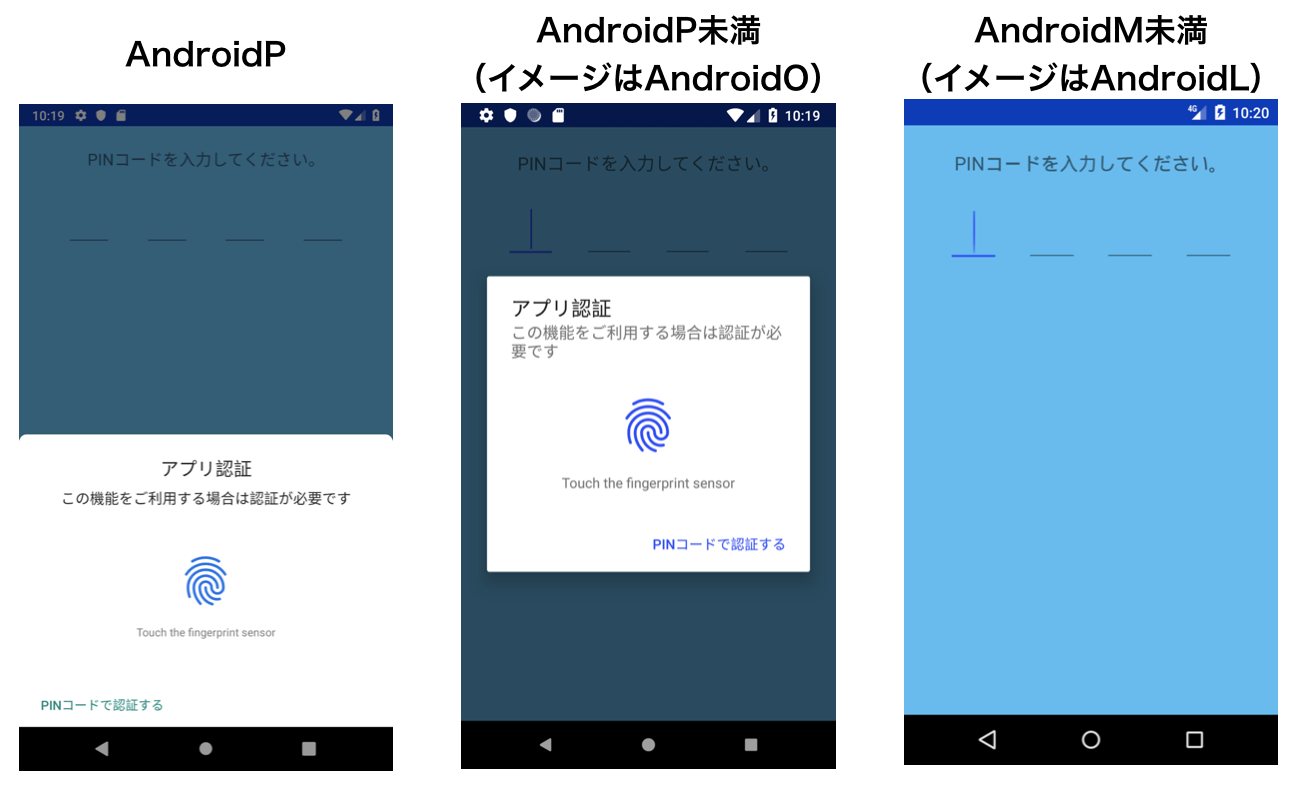 AndroidP
10:19
PINコードを入力してください。
アプリ認証
この機能をご利用する場合は認証が必要です
Touch the fingerprint sensor
PINコードで認証する
AndroidP未満
（イメージはAndroidO）
10:19
PINコードを入力してください。
アプリ認証
この機能をご利用する場合は認証が必
要です
Touch the fingerprint sensor
PINコードで認証する
AndroidM未満
（イメージはAndroidL）
4G 10:20
PINコードを入力してください。